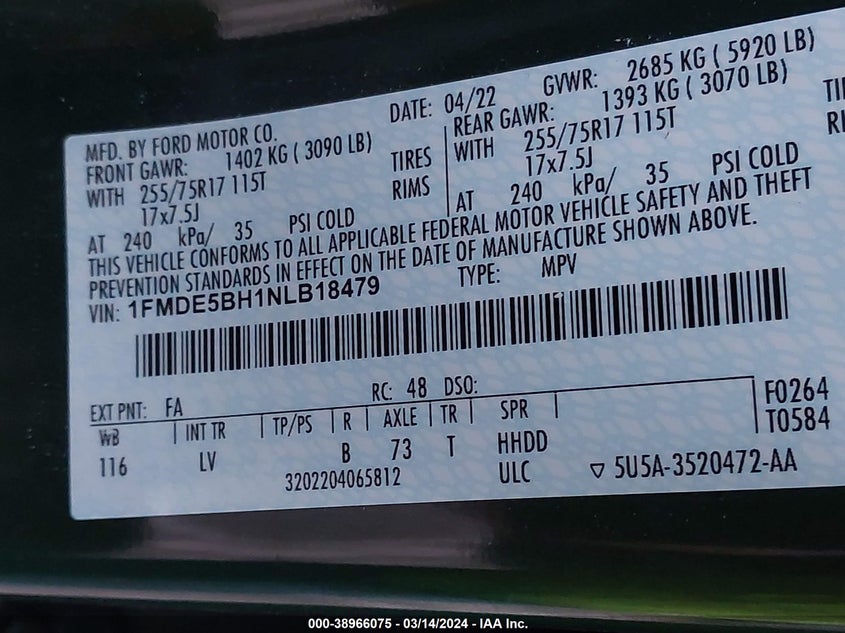 MFD. BY FORD MOTOR CO. DATE: 04/22 GVWR: 2685 KG ( 5920 LB)
FRONT GAWR: 1402 KG ( 3090 LB) REAR GAWR: 1393 KG ( 3070 LB)
WITH 255/75R17 115T TIRES WITH 255/75R17 115T TI
17x7.5J RIMS 17x7.5J RI
AT 240 kPa/ 35 PSI COLD AT 240 kPa/ 35 PSI COLD
THIS VEHICLE CONFORMS TO ALL APPLICABLE FEDERAL MOTOR VEHICLE SAFETY AND THEFT
PREVENTION STANDARDS IN EFFECT ON THE DATE OF MANUFACTURE SHOWN ABOVE.
VIN: 1FMDE5BH1NLB18479 TYPE: MPV
EXT PNT: FA RC: 48 DSO: F0264
WB INT TR TP/PS R AXLE TR SPR T0584
116 LV B 73 T HHDD
3202204065812 ULC 5U5A-3520472-AA
000-38966075 - 03/14/2024 - IAA Inc.